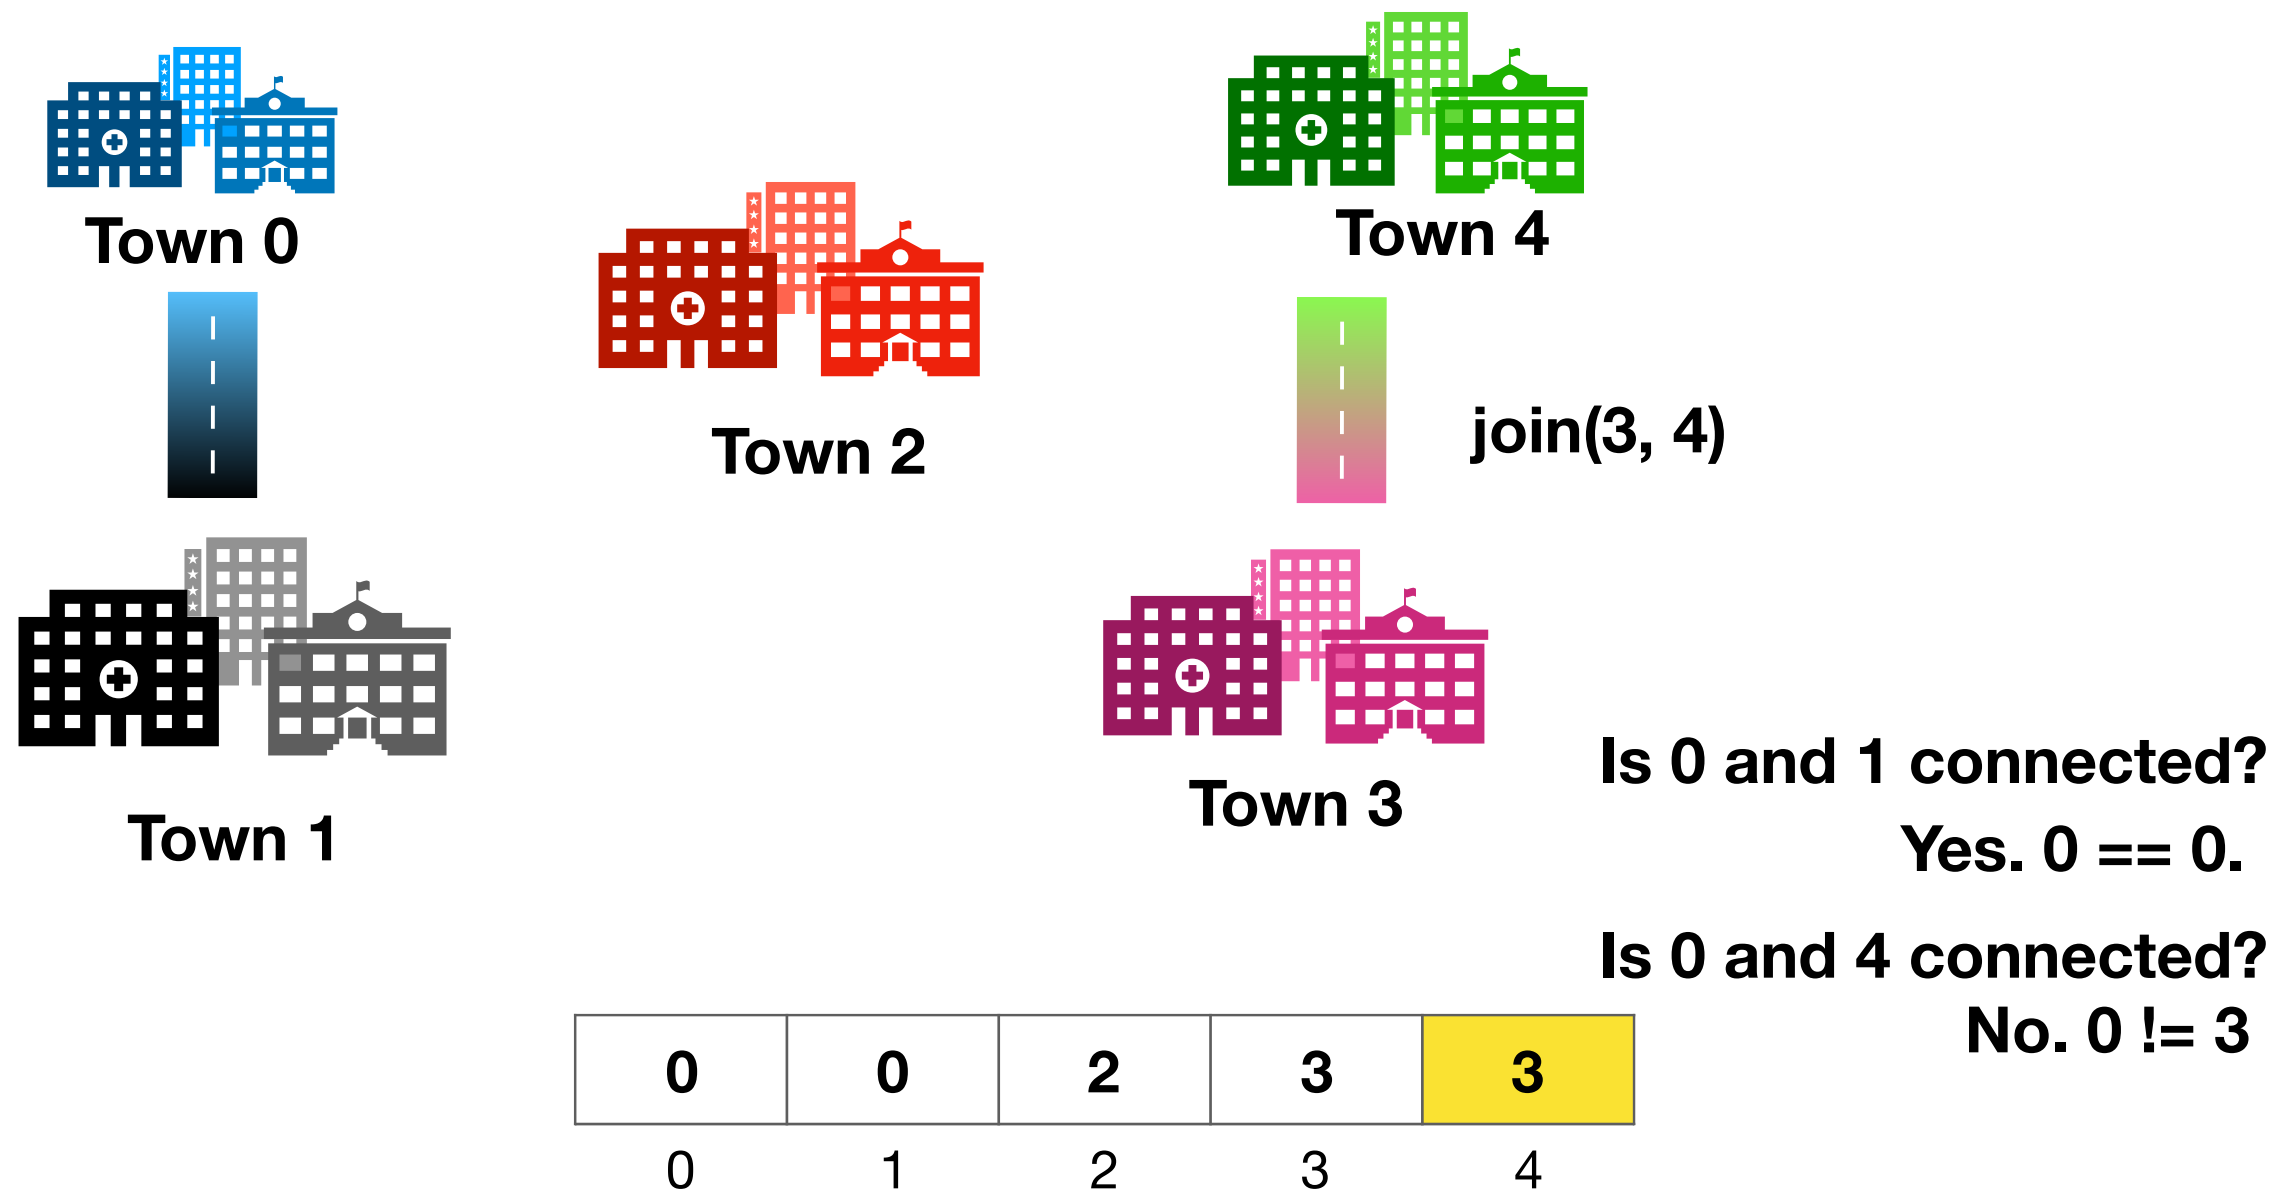 Town 0
Town 4
Town 2
join(3, 4)
Town 1
Town 3
Is 0 and 1 connected?
Yes. 0 == 0.
Is 0 and 4 connected?
No. 0 != 3
0 0 2 3 3
0 1 2 3 4